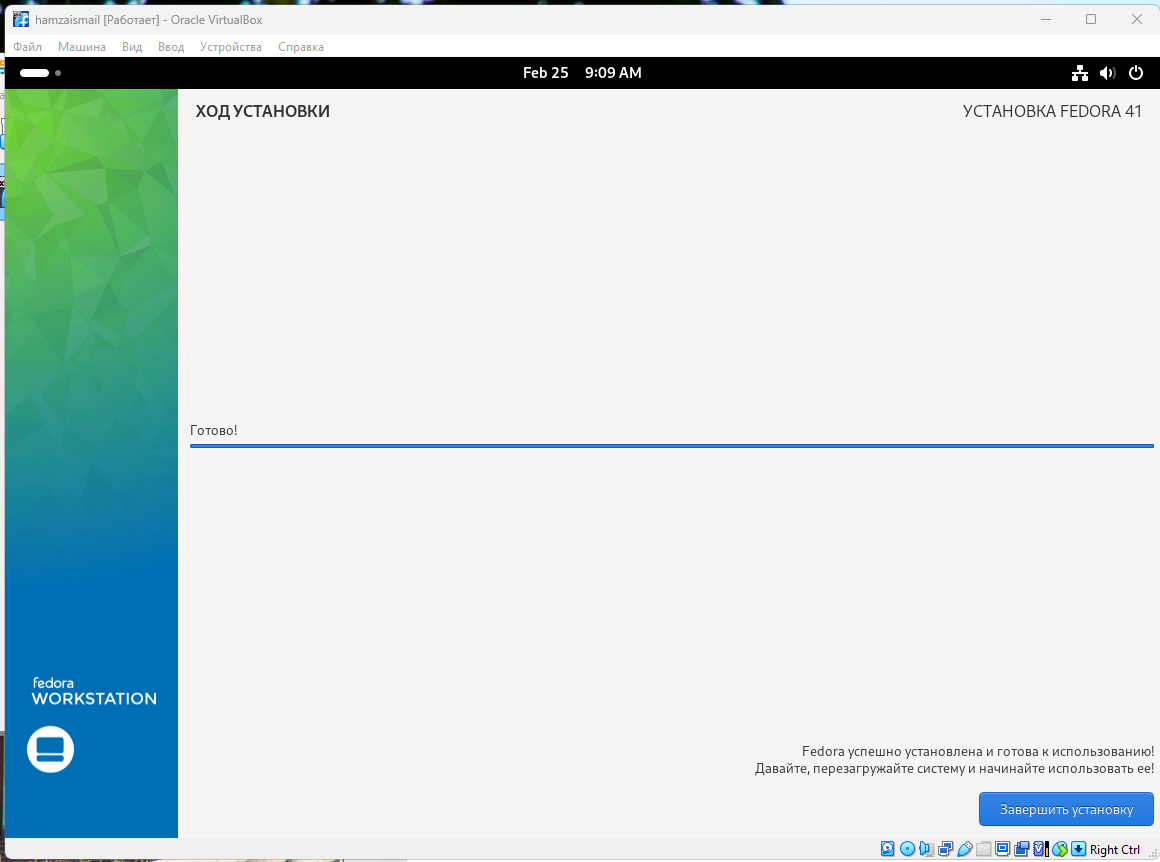 hamzaismail [Работает] - Oracle VirtualBox
Файл Машина Вид Ввод Устройства Справка
Feb 25 9:09 AM
ХОД УСТАНОВКИ
УСТАНОВКА FEDORA 41
Готово!
fedora
WORKSTATION
Fedora успешно установлена и готова к использованию!
Давайте, перезагружайте систему и начинайте использовать ее!
Завершить установку
Right Ctrl